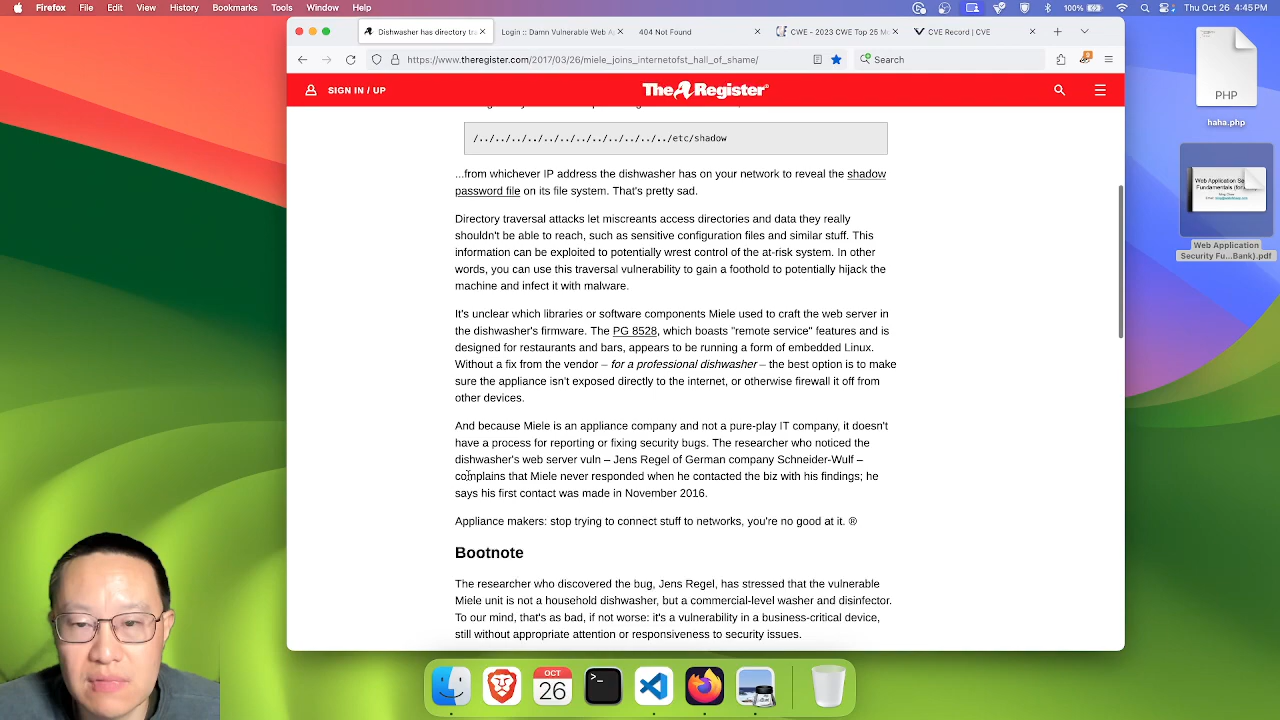 Firefox File Edit View History Bookmarks Tools Window Help 100% Thu Oct 26 4:45 PM
Dishwasher has directory tra Login :: Damn Vulnerable Web A 404 Not Found CWE - 2023 CWE Top 25 M CVE Record | CVE
https://www.theregister.com/2017/03/26/miele_joins_internetofst_hall_of_shame/ Search
SIGN IN / UP The Register®
/../../../../../../../../../../../../etc/shadow
...from whichever IP address the dishwasher has on your network to reveal the shadow
password file on its file system. That's pretty sad.
Directory traversal attacks let miscreants access directories and data they really
shouldn't be able to reach, such as sensitive configuration files and similar stuff. This
information can be exploited to potentially wrest control of the at-risk system. In other
words, you can use this traversal vulnerability to gain a foothold to potentially hijack the
machine and infect it with malware.
It's unclear which libraries or software components Miele used to craft the web server in
the dishwasher's firmware. The PG 8528, which boasts "remote service" features and is
designed for restaurants and bars, appears to be running a form of embedded Linux.
Without a fix from the vendor – for a professional dishwasher – the best option is to make
sure the appliance isn't exposed directly to the internet, or otherwise firewall it off from
other devices.
And because Miele is an appliance company and not a pure-play IT company, it doesn't
have a process for reporting or fixing security bugs. The researcher who noticed the
dishwasher's web server vuln – Jens Regel of German company Schneider-Wulf –
complains that Miele never responded when he contacted the biz with his findings; he
says his first contact was made in November 2016.
Appliance makers: stop trying to connect stuff to networks, you're no good at it. ®
Bootnote
The researcher who discovered the bug, Jens Regel, has stressed that the vulnerable
Miele unit is not a household dishwasher, but a commercial-level washer and disinfector.
To our mind, that's as bad, if not worse: it's a vulnerability in a business-critical device,
still without appropriate attention or responsiveness to security issues.
PHP
haha.php
Web Application Se
Fundamentals (for
Web Application
Security Fu...Bank).pdf
OCT
26